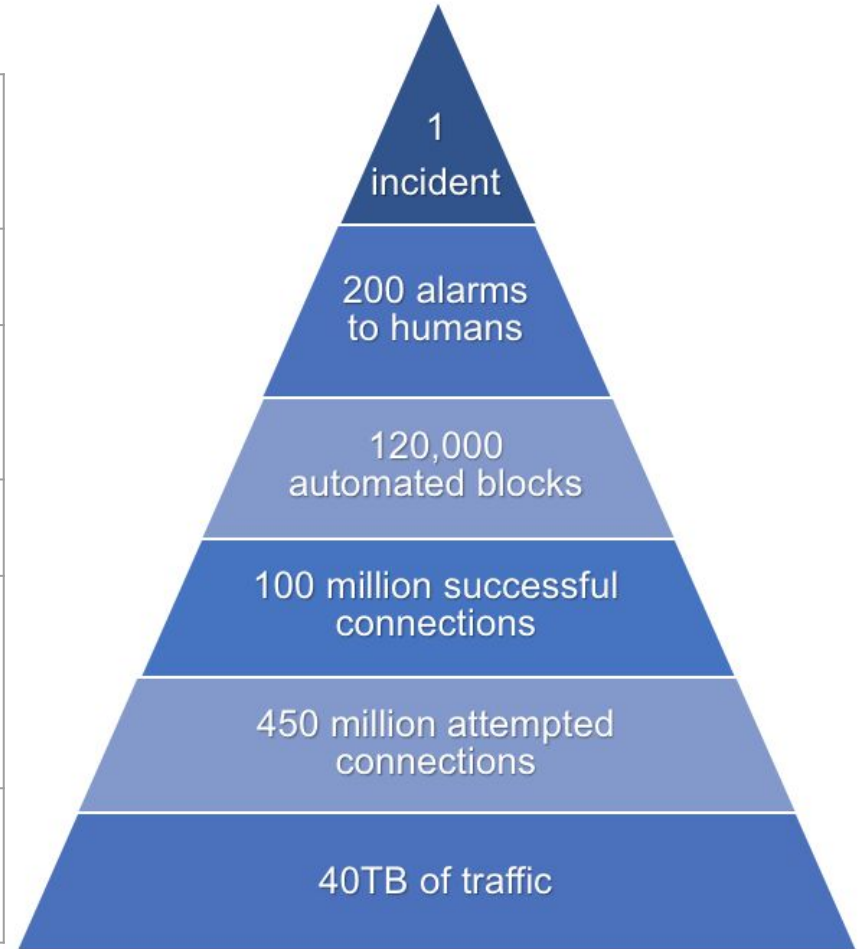 1
incident
200 alarms
to humans
120,000
automated blocks
100 million successful
connections
450 million attempted
connections
40TB of traffic